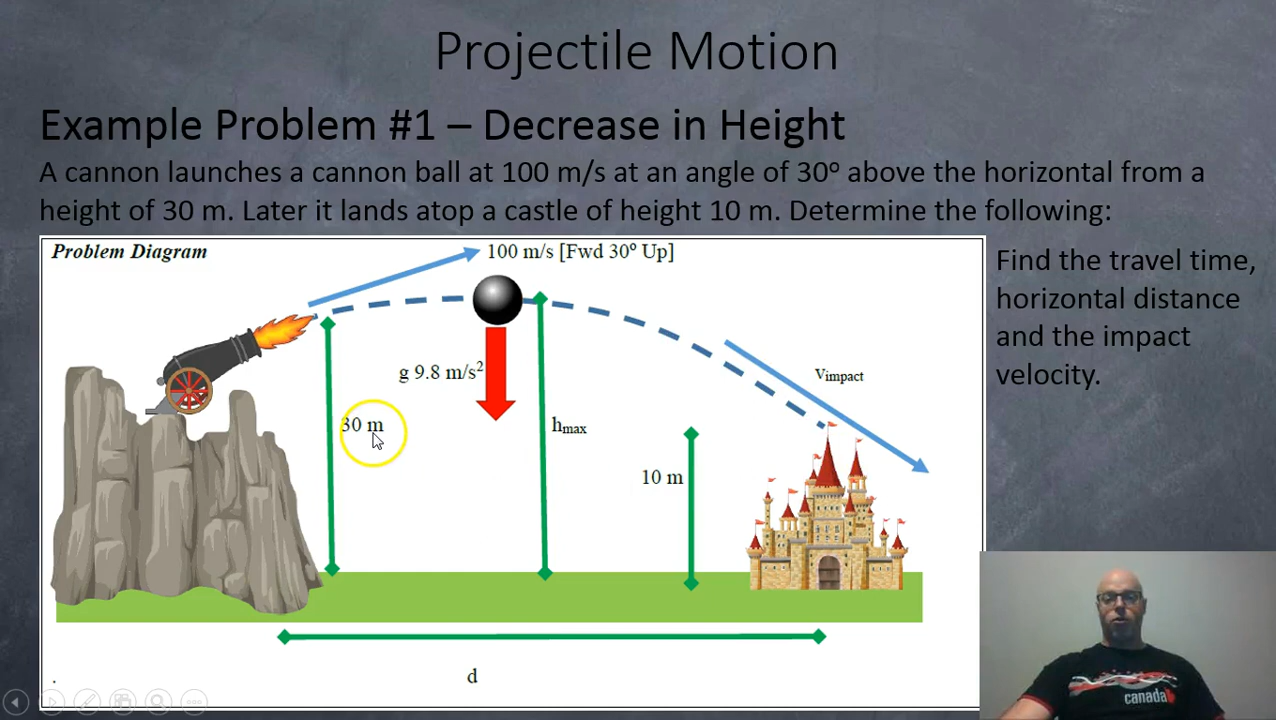 Projectile Motion
Example Problem #1 – Decrease in Height
A cannon launches a cannon ball at 100 m/s at an angle of 30º above the horizontal from a
height of 30 m. Later it lands atop a castle of height 10 m. Determine the following:
Problem Diagram
100 m/s [Fwd 30º Up]
Find the travel time,
horizontal distance
and the impact
velocity.
g 9.8 m/s²
Vimpact
30 m
hmax
10 m
d
.
canada